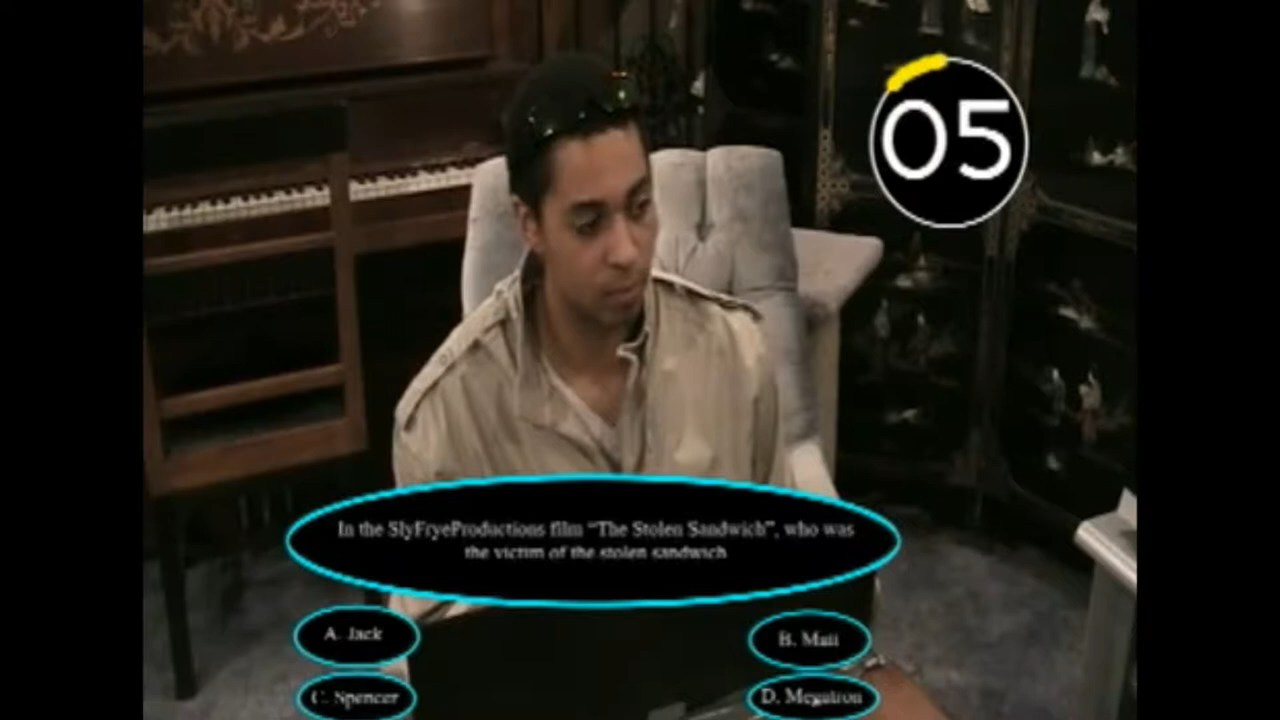 05
In the SlyFryeProductions film “The Stolen Sandwich”, who was
the victim of the stolen sandwich
A. Jack
B. Matt
C. Spencer
D. Megatron